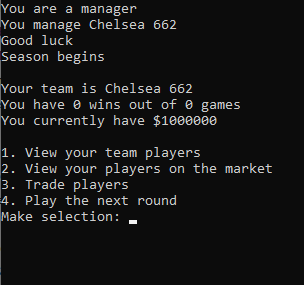 You are a manager
You manage Chelsea 662
Good luck
Season begins
Your team is Chelsea 662
You have 0 wins out of 0 games
You currently have $1000000
1. View your team players
2. View your players on the market
3. Trade players
4. Play the next round
Make selection: _